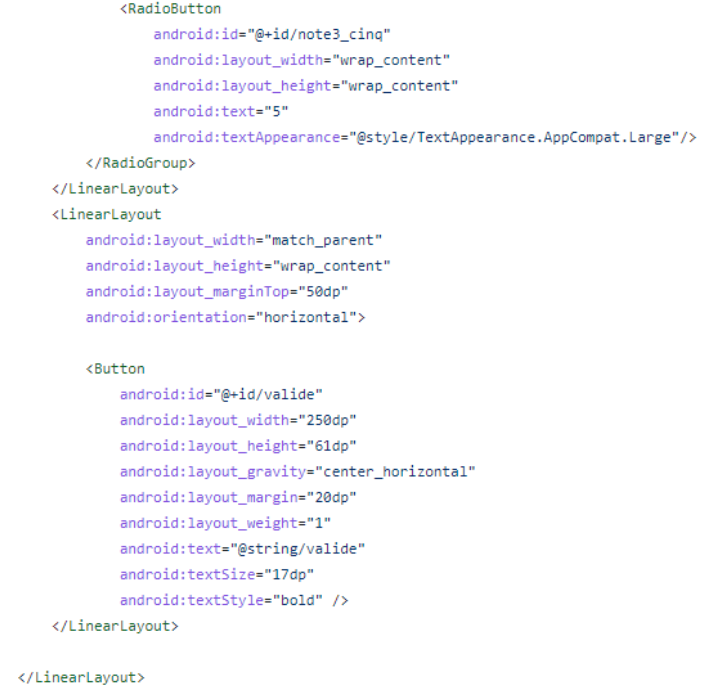 <RadioButton
android:id="@+id/note3_cinq"
android:layout_width="wrap_content"
android:layout_height="wrap_content"
android:text="5"
android:textAppearance="@style/TextAppearance.AppCompat.Large"/>
</RadioGroup>
</LinearLayout>
<LinearLayout
android:layout_width="match_parent"
android:layout_height="wrap_content"
android:layout_marginTop="50dp"
android:orientation="horizontal">
<Button
android:id="@+id/valide"
android:layout_width="250dp"
android:layout_height="61dp"
android:layout_gravity="center_horizontal"
android:layout_margin="20dp"
android:layout_weight="1"
android:text="@string/valide"
android:textSize="17dp"
android:textStyle="bold" />
</LinearLayout>
</LinearLayout>